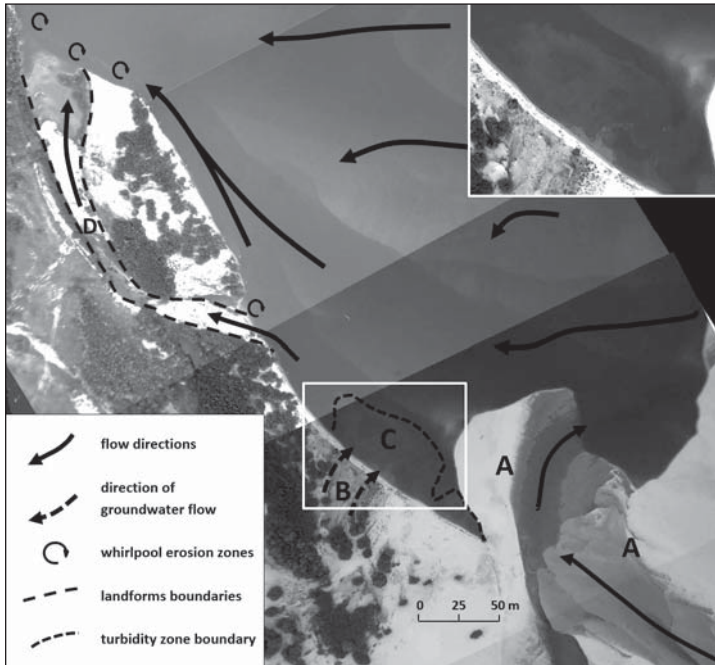 D
C
A
B
A
flow directions
direction of
groundwater flow
whirlpool erosion zones
landforms boundaries
turbidity zone boundary
0 25 50 m